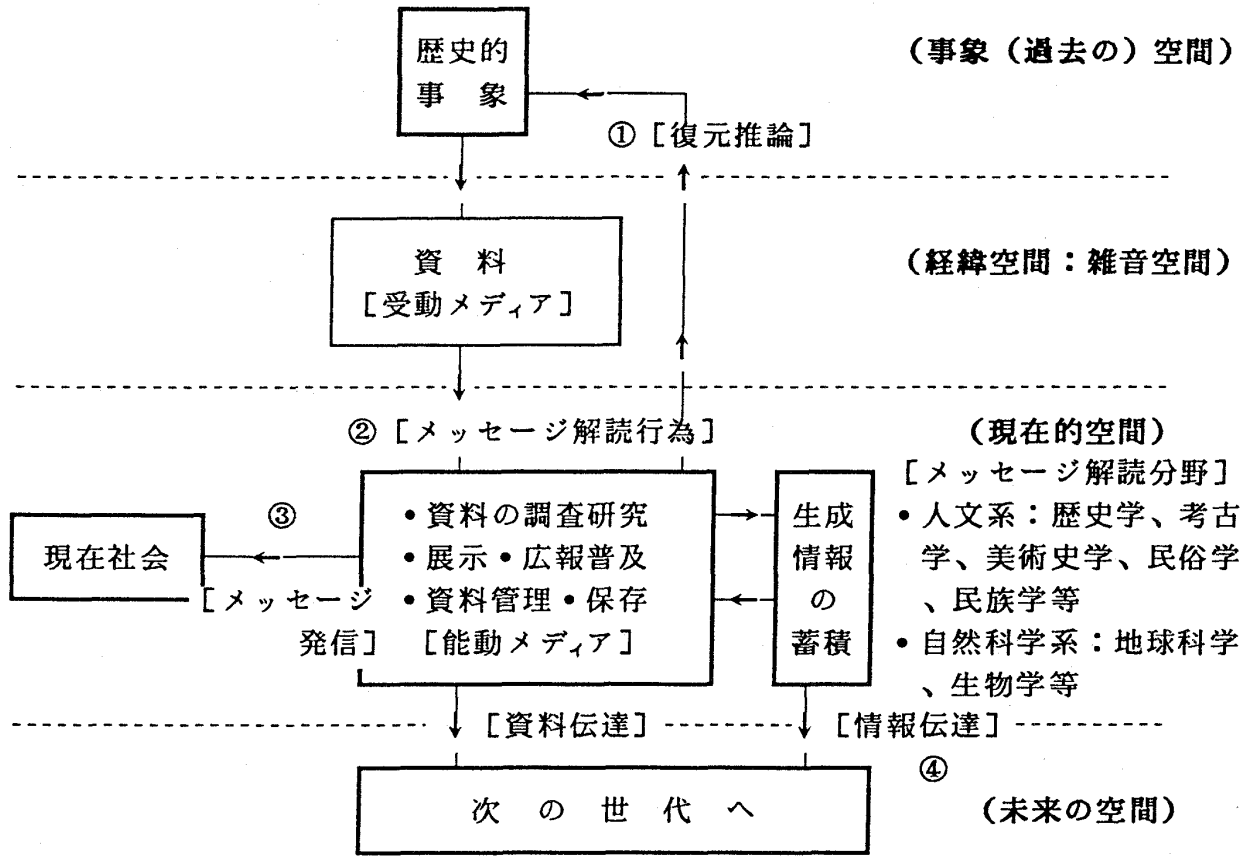 歴史的
事　象
(事象（過去の）空間)
①［復元推論］
資　料
［受動メディア］
(経緯空間：雑音空間)
②［メッセージ解読行為］
(現在的空間)
［メッセージ解読分野］
•人文系：歴史学、考古
学、美術史学、民俗学
、民族学等
•自然科学系：地球科学
、生物学等
③
現在社会
［メッセージ
発信］
•資料の調査研究
•展示・広報普及
•資料管理・保存
［能動メディア］
生成
情報
の
蓄積
［資料伝達］
［情報伝達］
④
次　の　世　代　へ
(未来の空間)